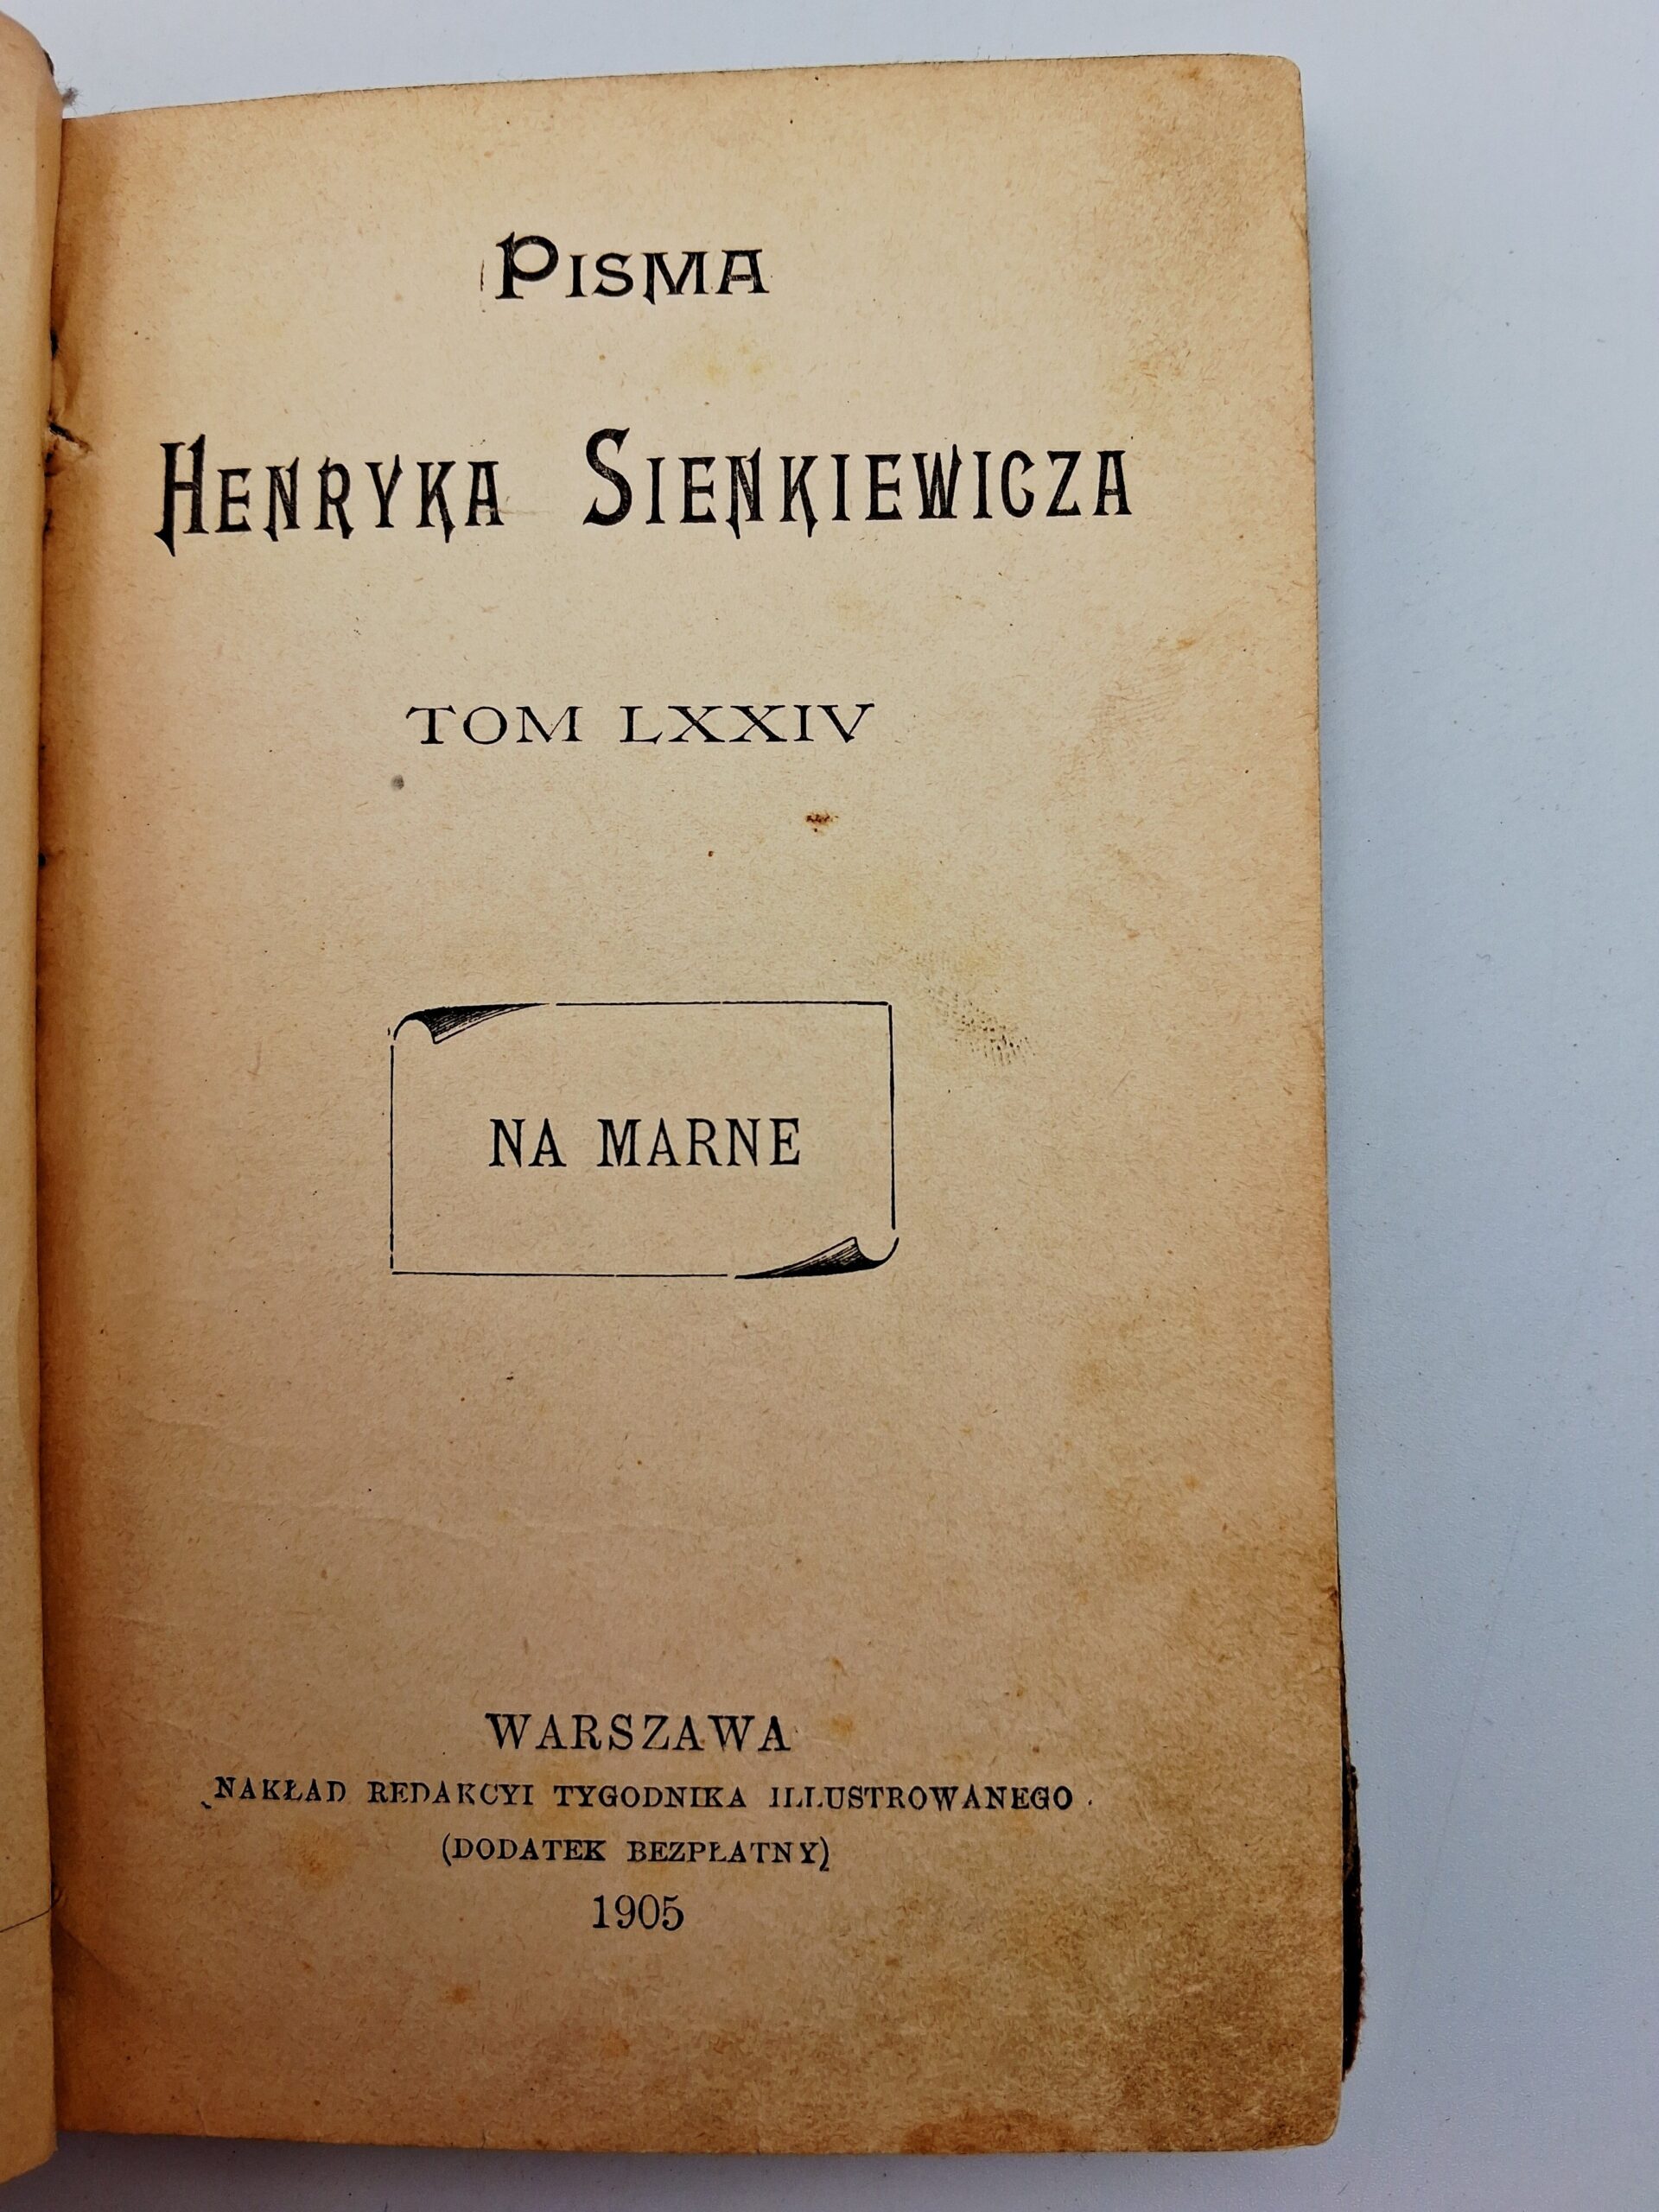 PISMA
HENRYKA SIENKIEWICZA
TOM LXXIV
NA MARNE
WARSZAWA
NAKŁAD REDAKCYI TYGODNIKA ILLUSTROWANEGO
(DODATEK BEZPŁATNY)
1905